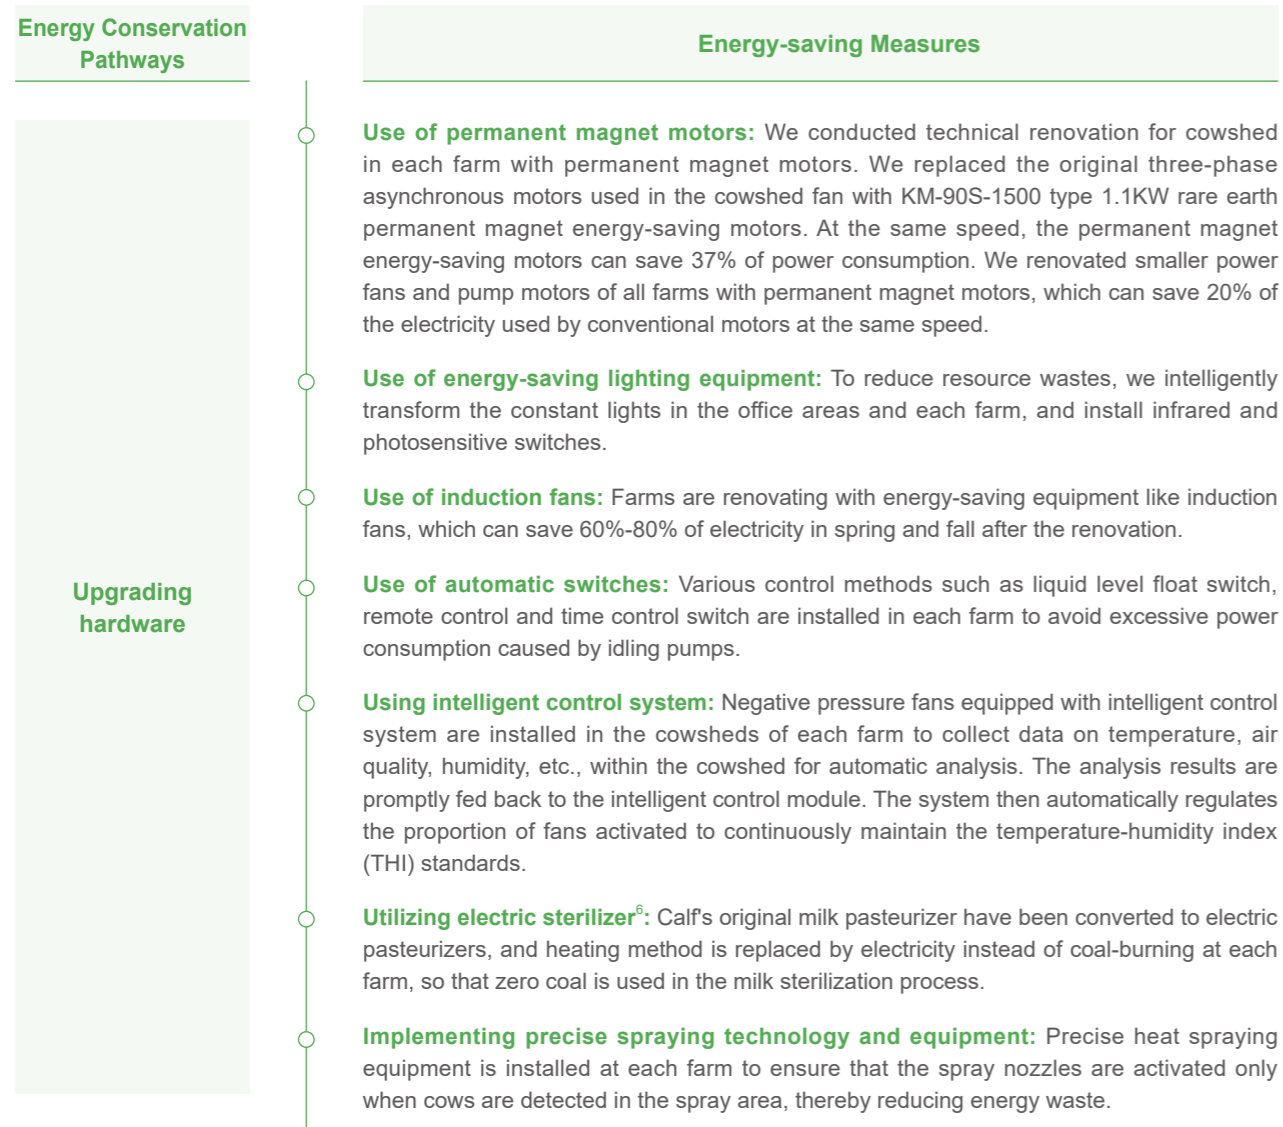 Energy Conservation
Pathways
Energy-saving Measures
Upgrading
hardware
Use of permanent magnet motors: We conducted technical renovation for cowshed
in each farm with permanent magnet motors. We replaced the original three-phase
asynchronous motors used in the cowshed fan with KM-90S-1500 type 1.1KW rare earth
permanent magnet energy-saving motors. At the same speed, the permanent magnet
energy-saving motors can save 37% of power consumption. We renovated smaller power
fans and pump motors of all farms with permanent magnet motors, which can save 20% of
the electricity used by conventional motors at the same speed.
Use of energy-saving lighting equipment: To reduce resource wastes, we intelligently
transform the constant lights in the office areas and each farm, and install infrared and
photosensitive switches.
Use of induction fans: Farms are renovating with energy-saving equipment like induction
fans, which can save 60%-80% of electricity in spring and fall after the renovation.
Use of automatic switches: Various control methods such as liquid level float switch,
remote control and time control switch are installed in each farm to avoid excessive power
consumption caused by idling pumps.
Using intelligent control system: Negative pressure fans equipped with intelligent control
system are installed in the cowsheds of each farm to collect data on temperature, air
quality, humidity, etc., within the cowshed for automatic analysis. The analysis results are
promptly fed back to the intelligent control module. The system then automatically regulates
the proportion of fans activated to continuously maintain the temperature-humidity index
(THI) standards.
Utilizing electric sterilizer⁶: Calf's original milk pasteurizer have been converted to electric
pasteurizers, and heating method is replaced by electricity instead of coal-burning at each
farm, so that zero coal is used in the milk sterilization process.
Implementing precise spraying technology and equipment: Precise heat spraying
equipment is installed at each farm to ensure that the spray nozzles are activated only
when cows are detected in the spray area, thereby reducing energy waste.